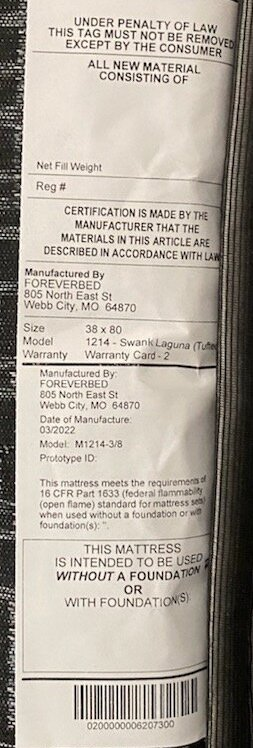 UNDER PENALTY OF LAW
THIS TAG MUST NOT BE REMOVED
EXCEPT BY THE CONSUMER
ALL NEW MATERIAL
CONSISTING OF
Net Fill Weight
Reg #
CERTIFICATION IS MADE BY THE
MANUFACTURER THAT THE
MATERIALS IN THIS ARTICLE ARE
DESCRIBED IN ACCORDANCE WITH LAW
Manufactured By
FOREVERBED
805 North East St
Webb City, MO 64870
Size 38 x 80
Model 1214 - Swank Laguna (Tufted
Warranty Warranty Card - 2
Manufactured By:
FOREVERBED
805 North East St
Webb City, MO 64870
Date of Manufacture:
03/2022
Model: M1214-3/8
Prototype ID:
This mattress meets the requirements of
16 CFR Part 1633 (federal flammability
(open flame) standard for mattress sets)
when used without a foundation or with
foundation(s): ".
THIS MATTRESS
IS INTENDED TO BE USED
WITHOUT A FOUNDATION
OR
WITH FOUNDATION(S)
0200000006207300